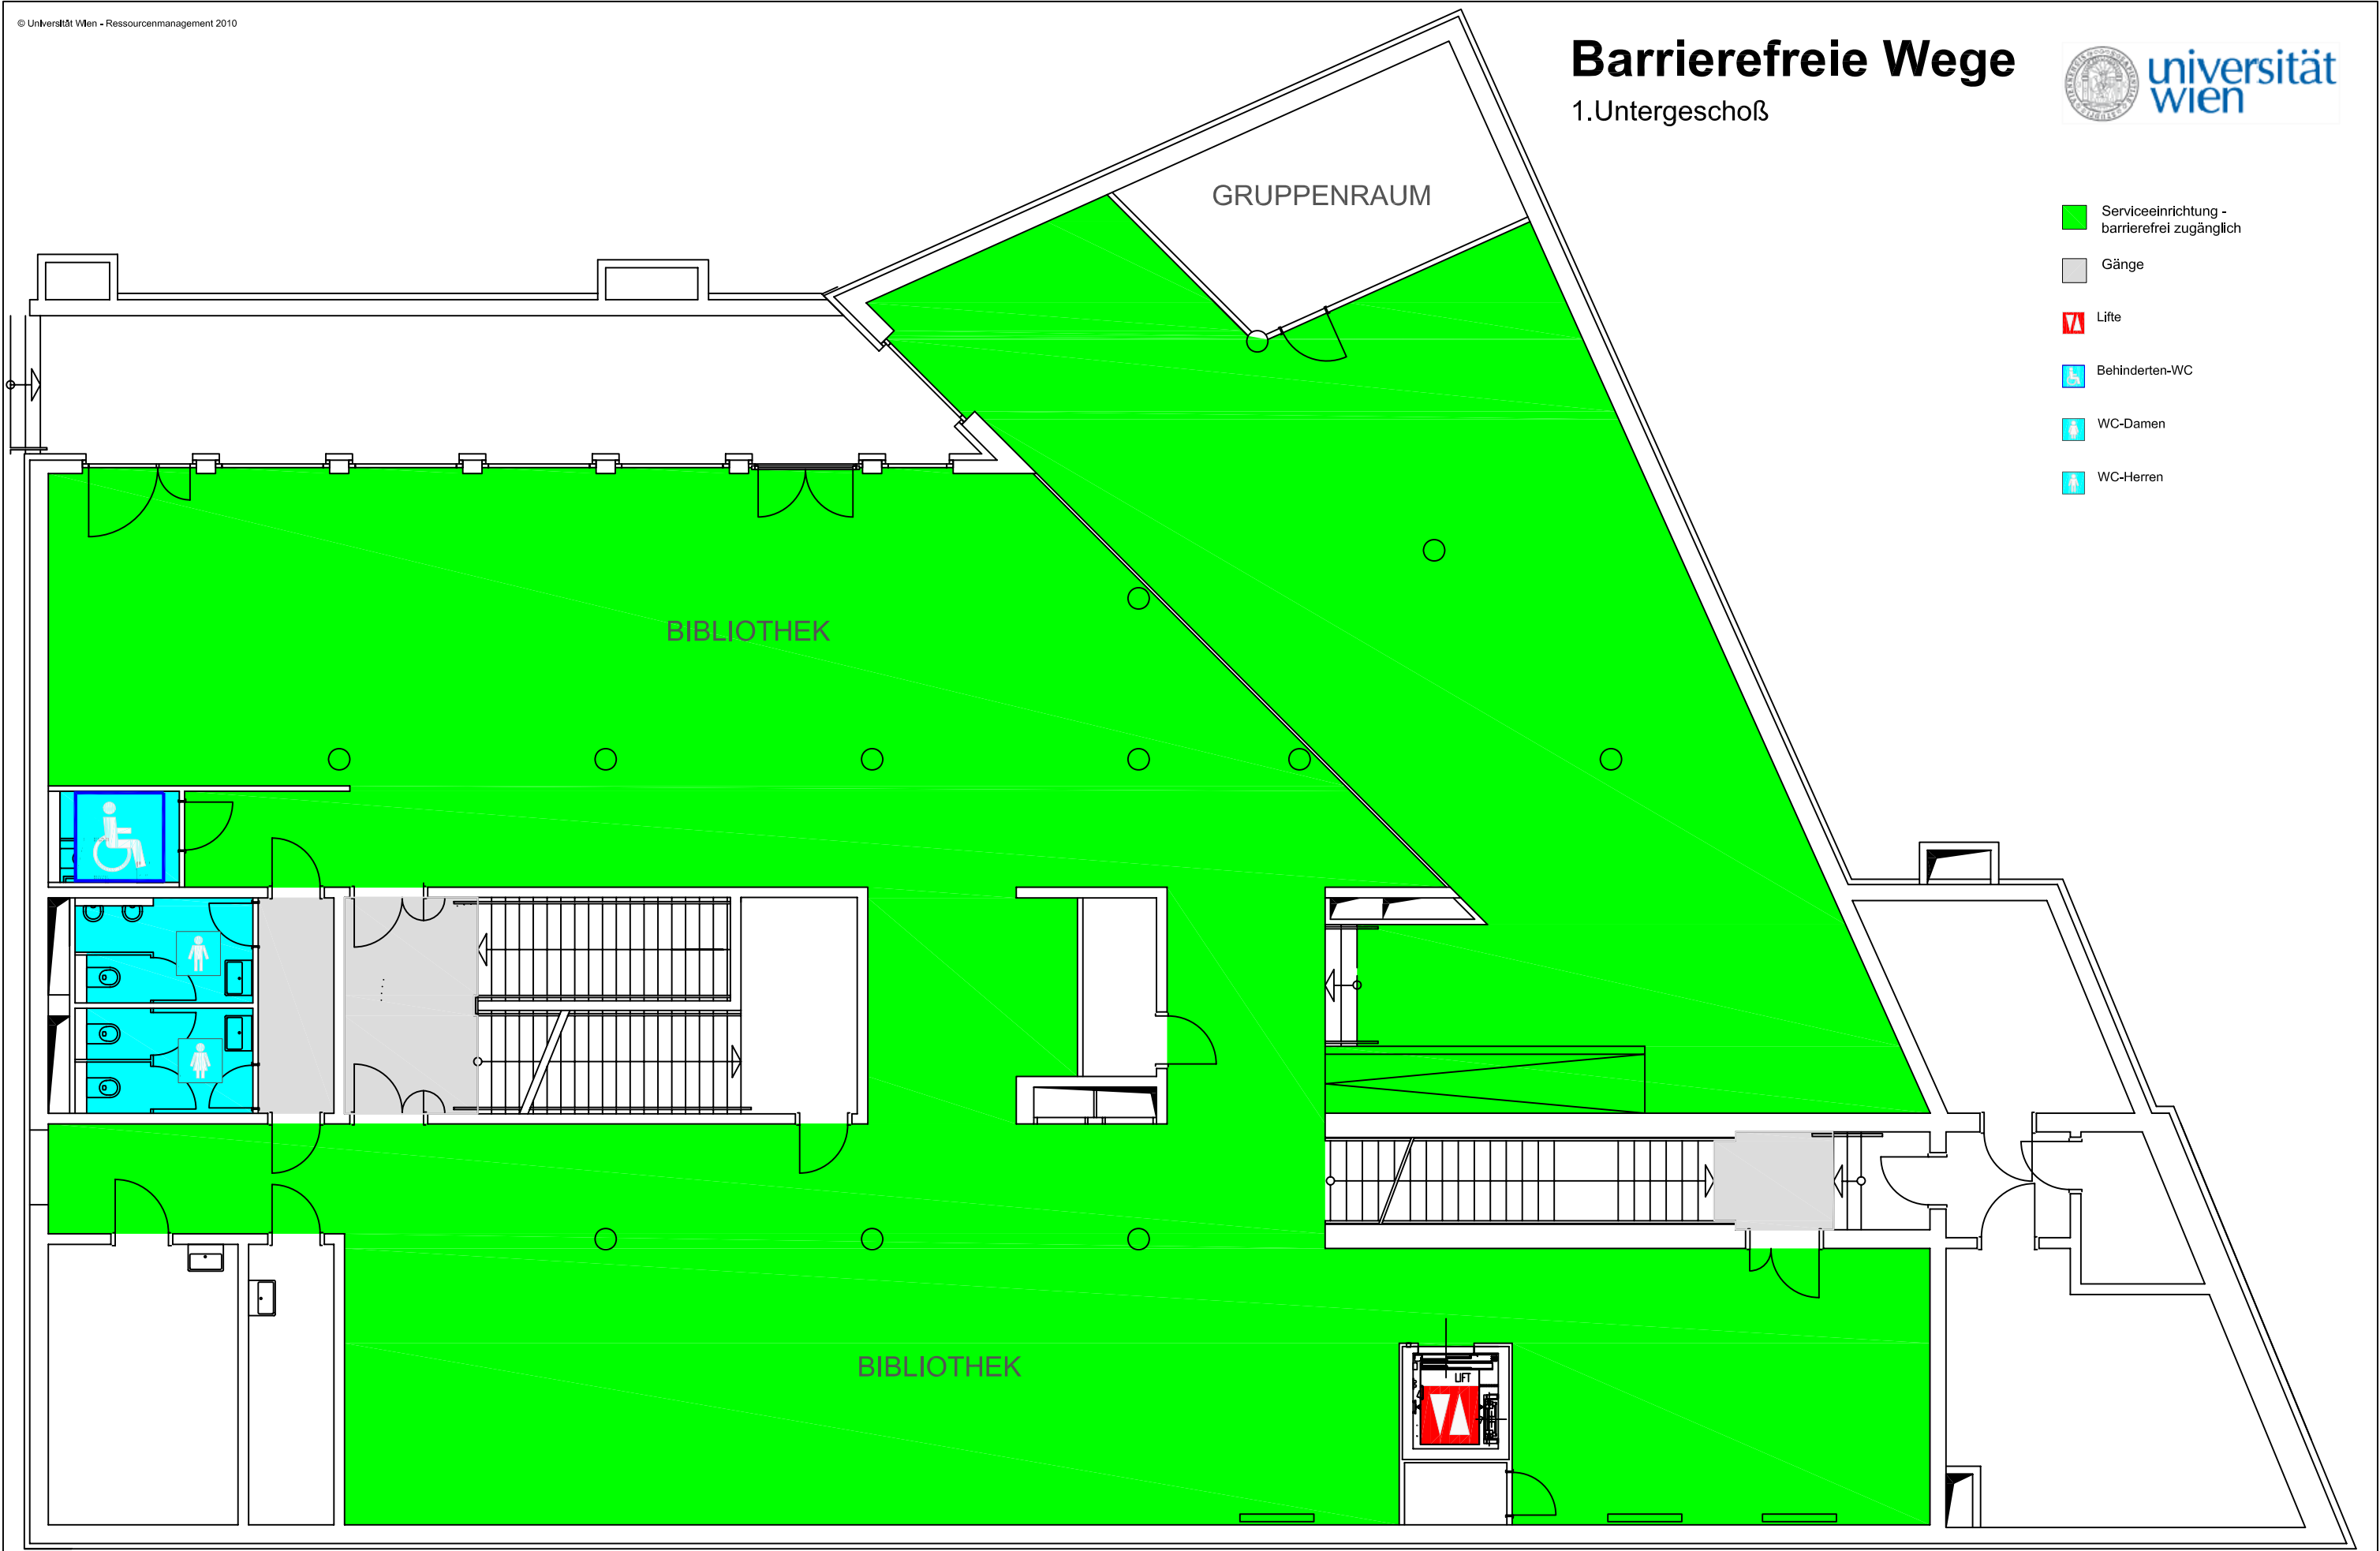 © Universität Wien - Ressourcenmanagement 2010
Barrierefreie Wege
1.Untergeschoß
universität
wien
GRUPPENRAUM
Serviceeinrichtung -
barrierefrei zugänglich
Gänge
Lifte
Behinderten-WC
WC-Damen
WC-Herren
BIBLIOTHEK
BIBLIOTHEK
LIFT